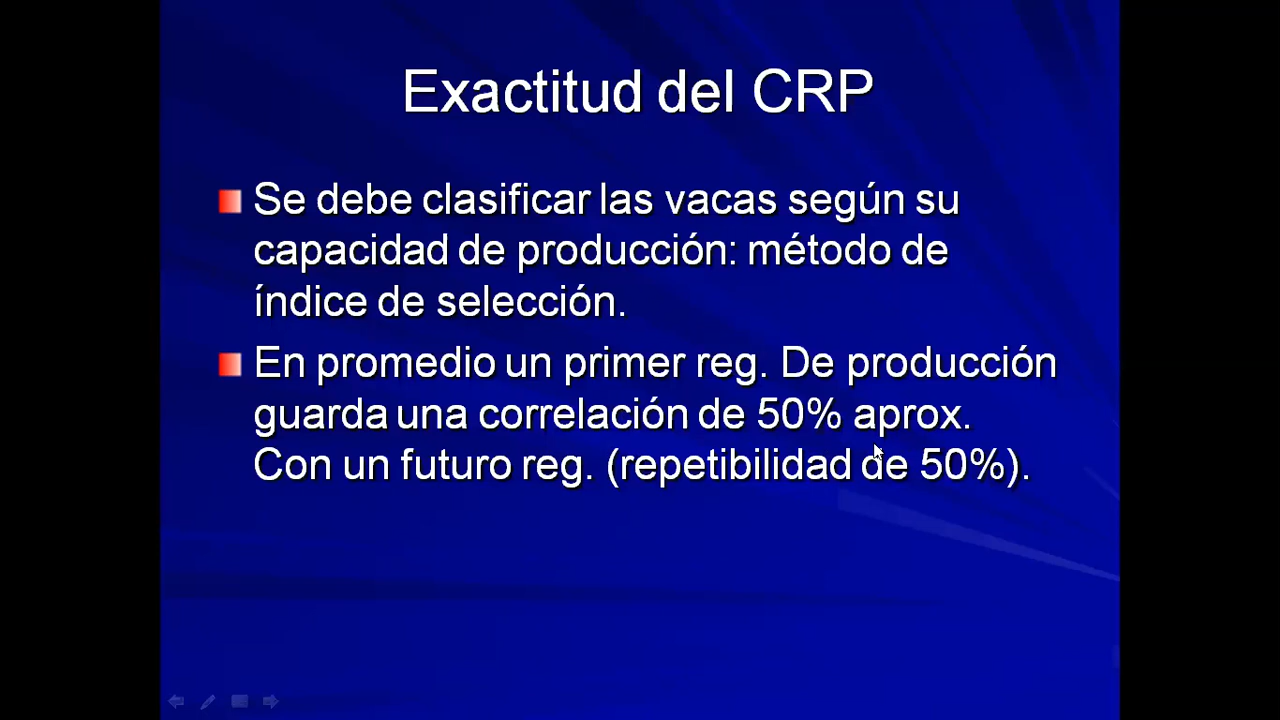 Exactitud del CRP
Se debe clasificar las vacas según su
capacidad de producción: método de
índice de selección.
En promedio un primer reg. De producción
guarda una correlación de 50% aprox.
Con un futuro reg. (repetibilidad de 50%).